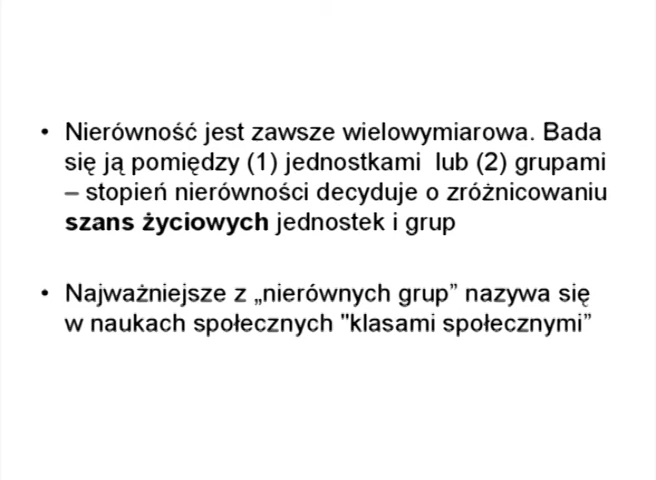 • Nierówność jest zawsze wielowymiarowa. Bada
się ją pomiędzy (1) jednostkami lub (2) grupami
– stopień nierówności decyduje o zróżnicowaniu
szans życiowych jednostek i grup
• Najważniejsze z „nierównych grup” nazywa się
w naukach społecznych "klasami społecznymi”